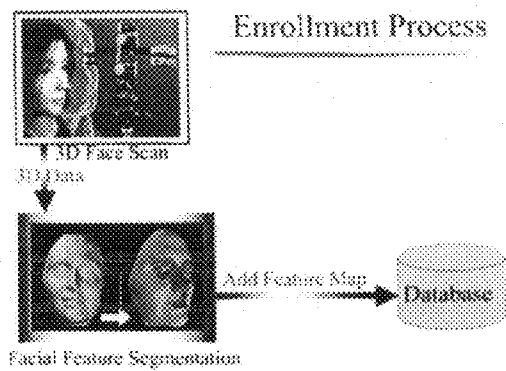 Enrollment Process
3D Face Scan
3D Data
Add Feature Map
Database
Facial Feature Segmentation